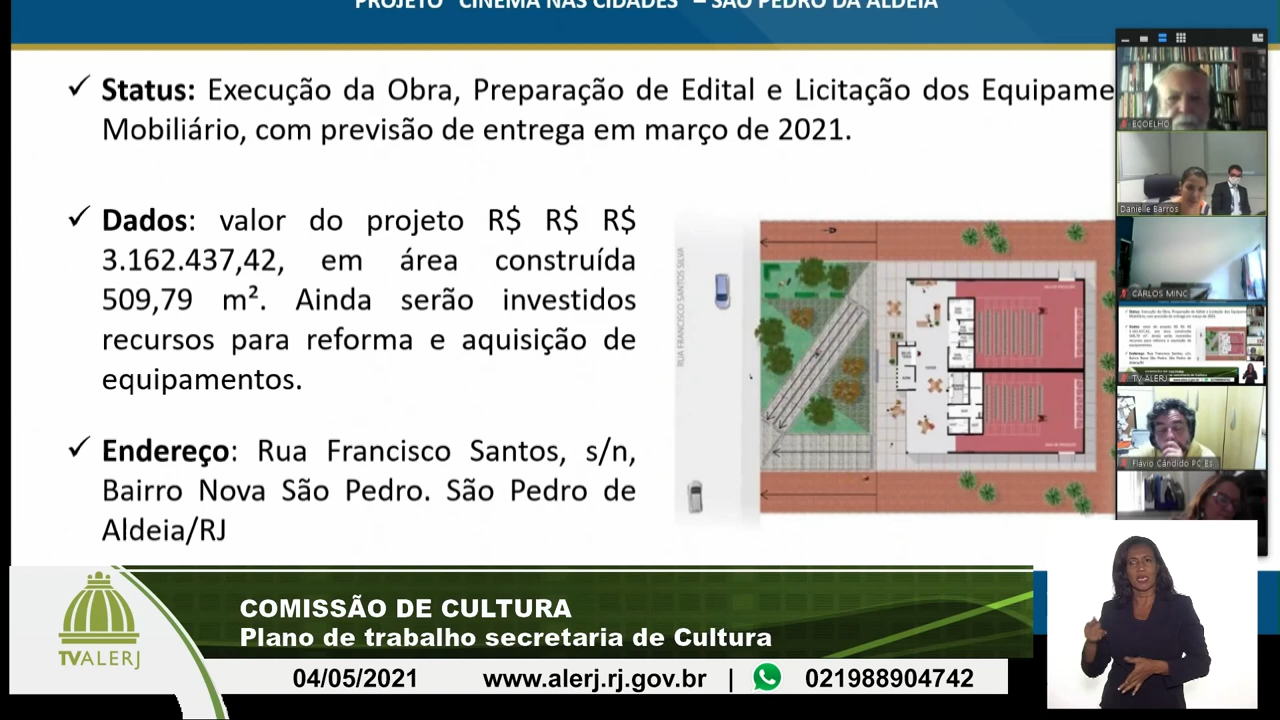 PROJETO "CINEMA NAS CIDADES" – SÃO PEDRO DA ALDEIA
✓ Status: Execução da Obra, Preparação de Edital e Licitação dos Equipame
Mobiliário, com previsão de entrega em março de 2021.
✓ Dados: valor do projeto R$ R$ R$
3.162.437,42, em área construída
509,79 m². Ainda serão investidos
recursos para reforma e aquisição de
equipamentos.
✓ Endereço: Rua Francisco Santos, s/n,
Bairro Nova São Pedro. São Pedro de
Aldeia/RJ
RUA FRANCISCO SANTOS SILVA
ECOELHO
Danielle Barros
CARLOS MINC
TV ALERJ
Flávio Cândido PC BS
TVALERJ
COMISSÃO DE CULTURA
Plano de trabalho secretaria de Cultura
04/05/2021 www.alerj.rj.gov.br | 021988904742